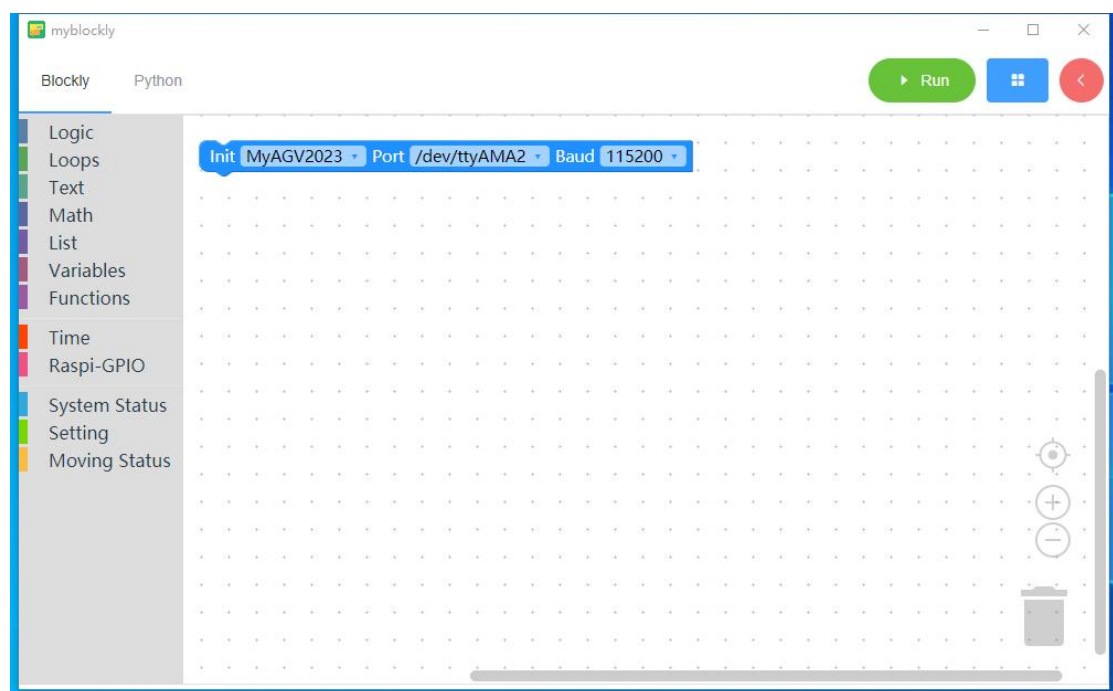 myblockly
Blockly Python
Run
Logic
Loops
Text
Math
List
Variables
Functions
Time
Raspi-GPIO
System Status
Setting
Moving Status
Init MyAGV2023 Port /dev/ttyAMA2 Baud 115200